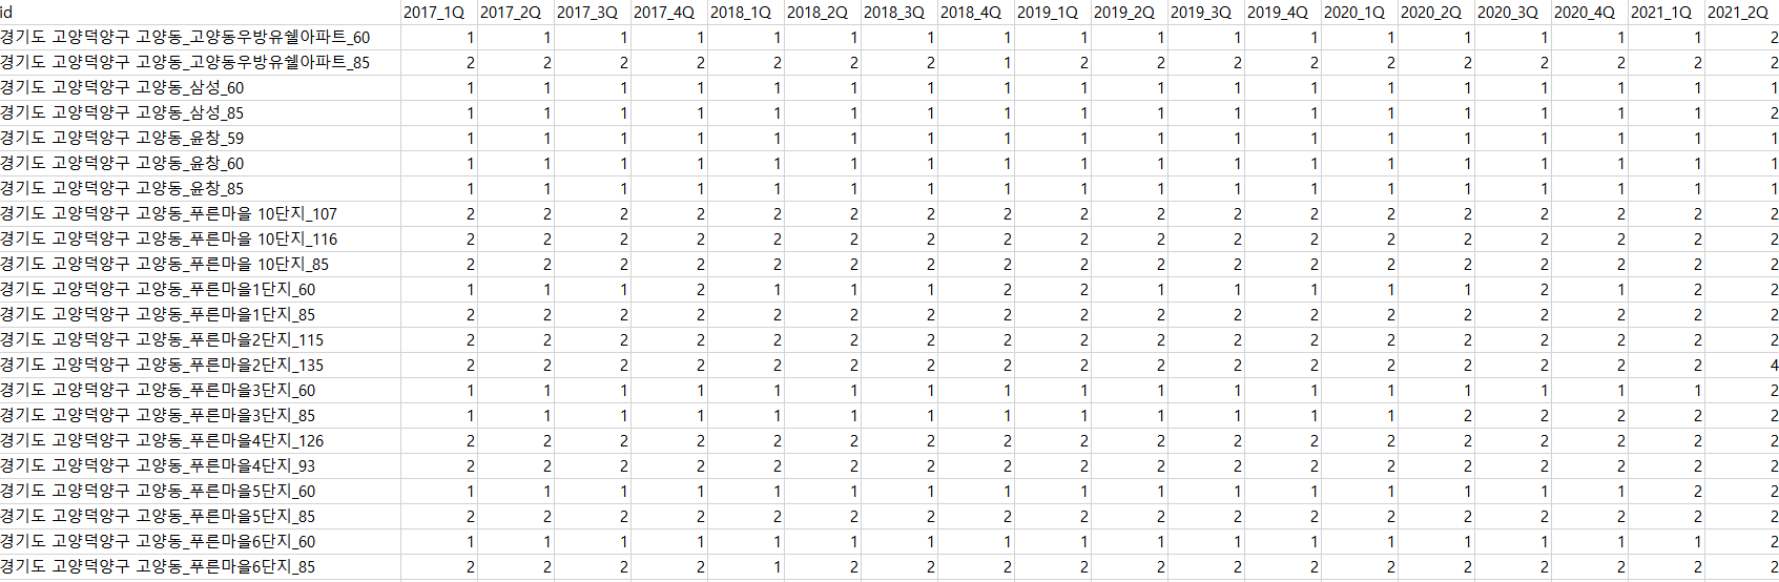 id 2017_1Q 2017_2Q 2017_3Q 2017_4Q 2018_1Q 2018_2Q 2018_3Q 2018_4Q 2019_1Q 2019_2Q 2019_3Q 2019_4Q 2020_1Q 2020_2Q 2020_3Q 2020_4Q 2021_1Q 2021_2Q
경기도 고양덕양구 고양동_고양동우방유쉘아파트_60 1 1 1 1 1 1 1 1 1 1 1 1 1 1 1 1 1 2
경기도 고양덕양구 고양동_고양동우방유쉘아파트_85 2 2 2 2 2 2 2 1 2 2 2 2 2 2 2 2 2 2
경기도 고양덕양구 고양동_삼성_60 1 1 1 1 1 1 1 1 1 1 1 1 1 1 1 1 1 1
경기도 고양덕양구 고양동_삼성_85 1 1 1 1 1 1 1 1 1 1 1 1 1 1 1 1 1 2
경기도 고양덕양구 고양동_윤창_59 1 1 1 1 1 1 1 1 1 1 1 1 1 1 1 1 1 1
경기도 고양덕양구 고양동_윤창_60 1 1 1 1 1 1 1 1 1 1 1 1 1 1 1 1 1 1
경기도 고양덕양구 고양동_윤창_85 1 1 1 1 1 1 1 1 1 1 1 1 1 1 1 1 1 1
경기도 고양덕양구 고양동_푸른마을 10단지_107 2 2 2 2 2 2 2 2 2 2 2 2 2 2 2 2 2 2
경기도 고양덕양구 고양동_푸른마을 10단지_116 2 2 2 2 2 2 2 2 2 2 2 2 2 2 2 2 2 2
경기도 고양덕양구 고양동_푸른마을 10단지_85 2 2 2 2 2 2 2 2 2 2 2 2 2 2 2 2 2 2
경기도 고양덕양구 고양동_푸른마을1단지_60 1 1 1 2 1 1 1 2 2 1 1 1 1 1 2 1 2 2
경기도 고양덕양구 고양동_푸른마을1단지_85 2 2 2 2 2 2 2 2 2 2 2 2 2 2 2 2 2 2
경기도 고양덕양구 고양동_푸른마을2단지_115 2 2 2 2 2 2 2 2 2 2 2 2 2 2 2 2 2 2
경기도 고양덕양구 고양동_푸른마을2단지_135 2 2 2 2 2 2 2 2 2 2 2 2 2 2 2 2 2 4
경기도 고양덕양구 고양동_푸른마을3단지_60 1 1 1 1 1 1 1 1 1 1 1 1 1 1 1 1 1 2
경기도 고양덕양구 고양동_푸른마을3단지_85 1 1 1 1 1 1 1 1 1 1 1 1 1 2 2 2 2 2
경기도 고양덕양구 고양동_푸른마을4단지_126 2 2 2 2 2 2 2 2 2 2 2 2 2 2 2 2 2 2
경기도 고양덕양구 고양동_푸른마을4단지_93 2 2 2 2 2 2 2 2 2 2 2 2 2 2 2 2 2 2
경기도 고양덕양구 고양동_푸른마을5단지_60 1 1 1 1 1 1 1 1 1 1 1 1 1 1 1 1 2 2
경기도 고양덕양구 고양동_푸른마을5단지_85 2 2 2 2 2 2 2 2 2 2 2 2 2 2 2 2 2 2
경기도 고양덕양구 고양동_푸른마을6단지_60 1 1 1 1 1 1 1 1 1 1 1 1 1 1 1 1 1 2
경기도 고양덕양구 고양동_푸른마을6단지_85 2 2 2 2 1 2 2 2 2 2 2 2 2 2 2 2 2 2